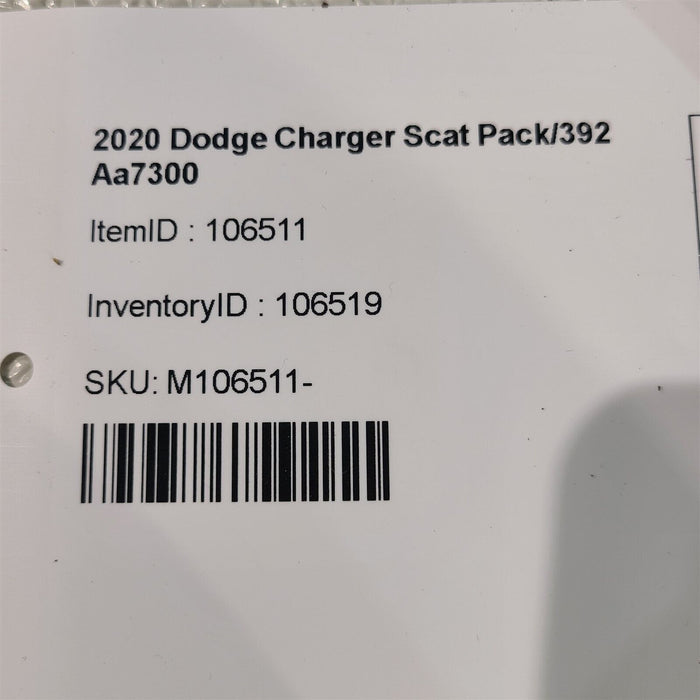 2020 Dodge Charger Scat Pack/392
Aa7300
ItemID : 106511
InventoryID : 106519
SKU: M106511-